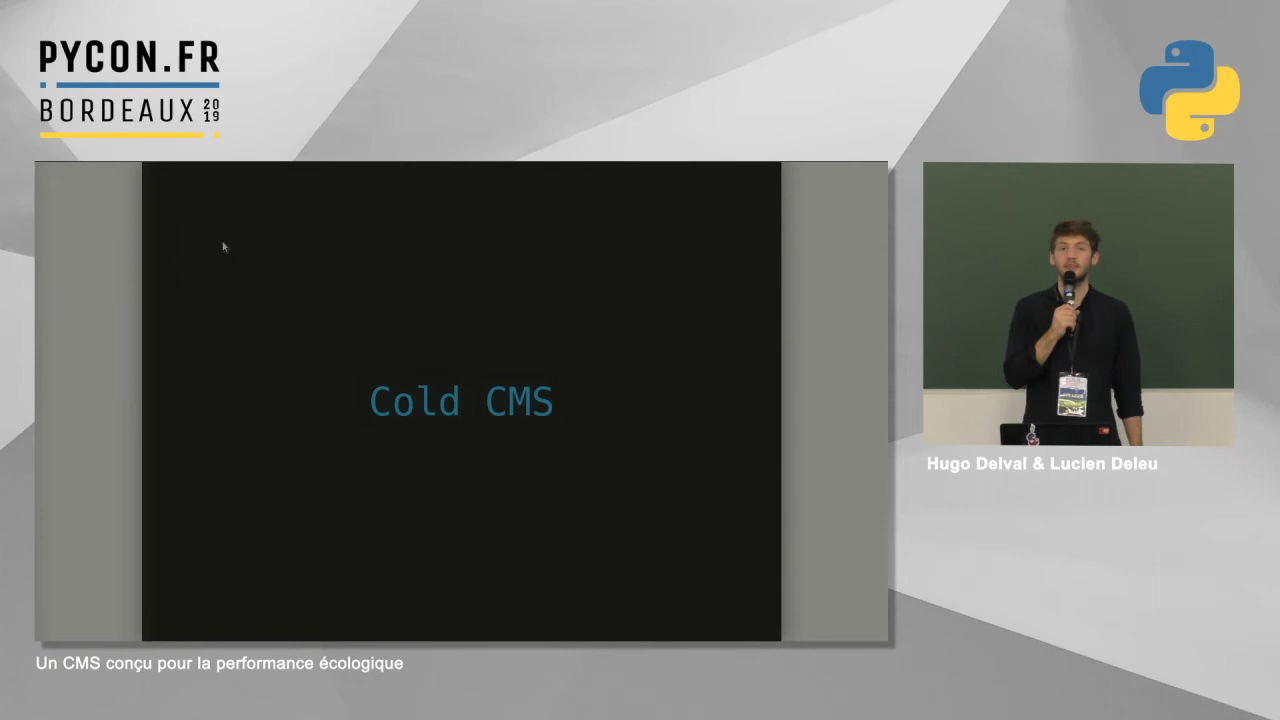 PYCON.FR
BORDEAUX 20 19
Cold CMS
Hugo Delval & Lucien Deleu
Un CMS conçu pour la performance écologique